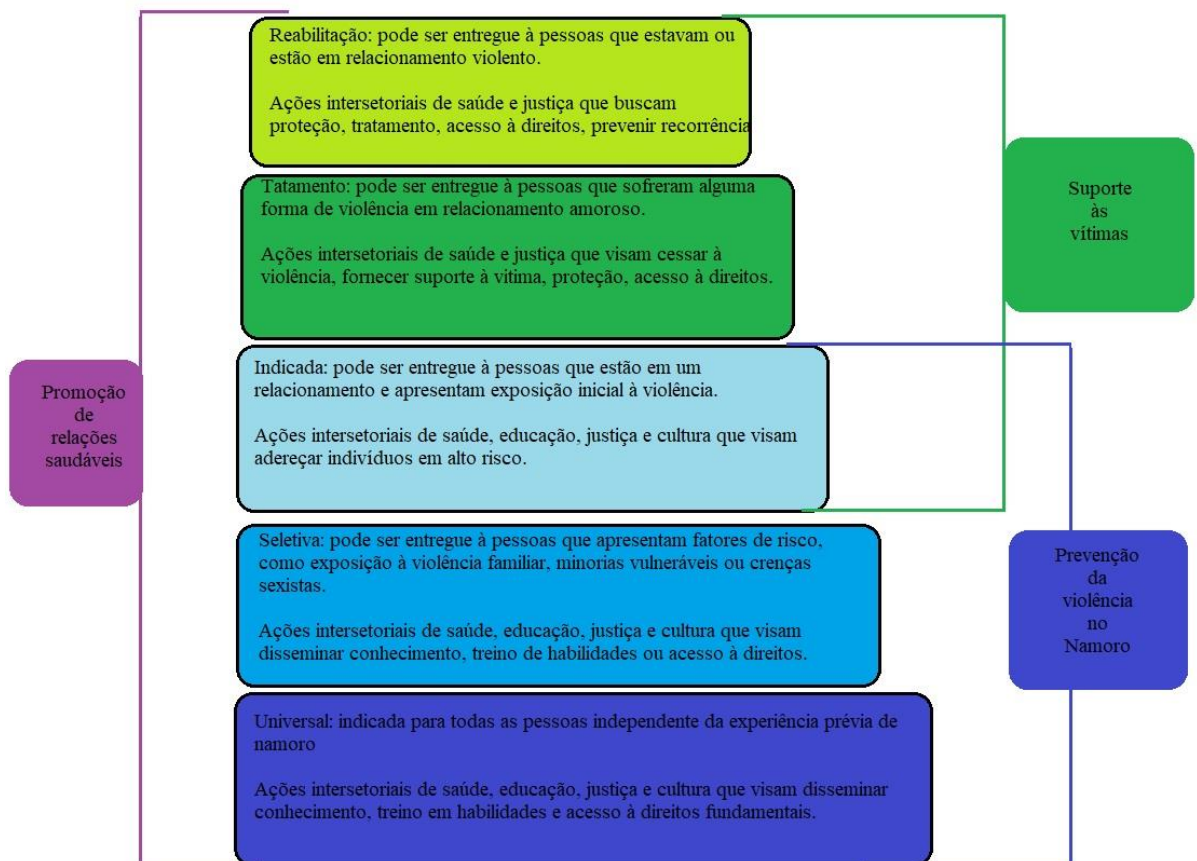 Reabilitação: pode ser entregue à pessoas que estavam ou
estão em relacionamento violento.
Ações intersetoriais de saúde e justiça que buscam
proteção, tratamento, acesso à direitos, prevenir recorrência
Tatamento: pode ser entregue à pessoas que sofreram alguma
forma de violência em relacionamento amoroso.
Ações intersetoriais de saúde e justiça que visam cessar à
violência, fornecer suporte à vitima, proteção, acesso à direitos.
Indicada: pode ser entregue à pessoas que estão em um
relacionamento e apresentam exposição inicial à violência.
Ações intersetoriais de saúde, educação, justiça e cultura que visam
adereçar indivíduos em alto risco.
Seletiva: pode ser entregue à pessoas que apresentam fatores de risco,
como exposição à violência familiar, minorias vulneráveis ou crenças
sexistas.
Ações intersetoriais de saúde, educação, justiça e cultura que visam
disseminar conhecimento, treino de habilidades ou acesso à direitos.
Universal: indicada para todas as pessoas independente da experiência prévia de
namoro
Ações intersetoriais de saúde, educação, justiça e cultura que visam disseminar
conhecimento, treino em habilidades e acesso à direitos fundamentais.
Promoção
de
relações
saudáveis
Suporte
às
vítimas
Prevenção
da
violência
no
Namoro